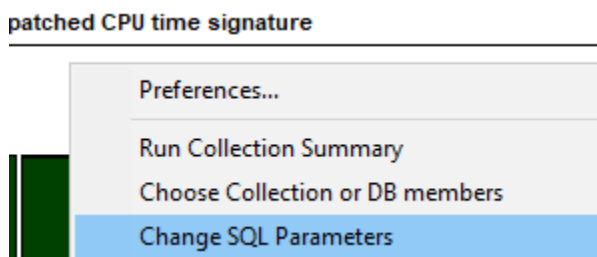 patched CPU time signature
Preferences...
Run Collection Summary
Choose Collection or DB members
Change SQL Parameters